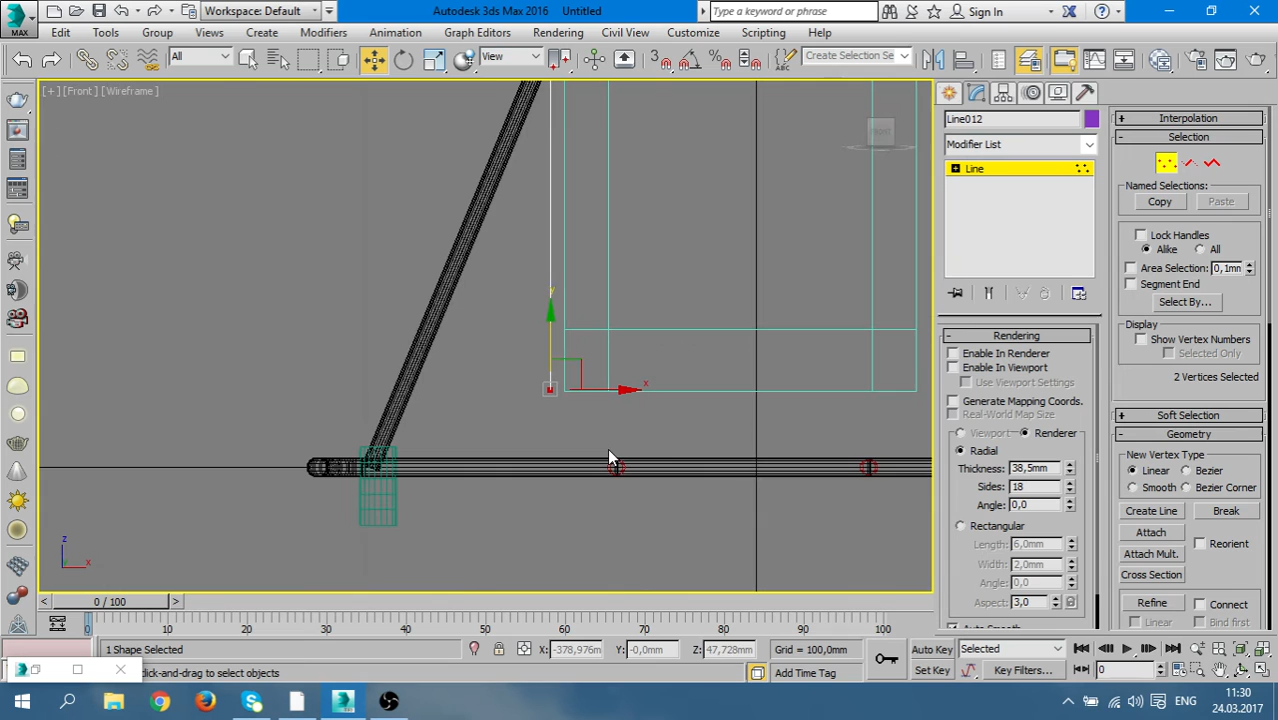 MAX
Workspace: Default
Autodesk 3ds Max 2016    Untitled
Type a keyword or phrase
Sign In
Edit Tools Group Views Create Modifiers Animation Graph Editors Rendering Civil View Customize Scripting Help
All
View
Create Selection Se
[+] [Front] [Wireframe]
FRONT
y
x
z
x
Line012
Modifier List
Line
Rendering
Enable In Renderer
Enable In Viewport
Use Viewport Settings
Generate Mapping Coords.
Real-World Map Size
Viewport Renderer
Radial
Thickness: 38,5mm
Sides: 18
Angle: 0,0
Rectangular
Length: 6,0mm
Width: 2,0mm
Angle: 0,0
Aspect: 3,0
Auto Smooth
Interpolation
Selection
Named Selections:
Copy Paste
Lock Handles
Alike All
Area Selection: 0,1mm
Segment End
Select By...
Display
Show Vertex Numbers
Selected Only
2 Vertices Selected
Soft Selection
Geometry
New Vertex Type
Linear Bezier
Smooth Bezier Corner
Create Line Break
Attach Reorient
Attach Mult.
Cross Section
Refine Connect
Linear Bind first
0 / 100
0 10 20 30 40 50 60 70 80 90 100
1 Shape Selected
X: -378,976m Y: -0,0mm Z: 47,728mm Grid = 100,0mm
Auto Key Selected
click-and-drag to select objects
Add Time Tag
Set Key Key Filters... 0
ENG
11:30
24.03.2017